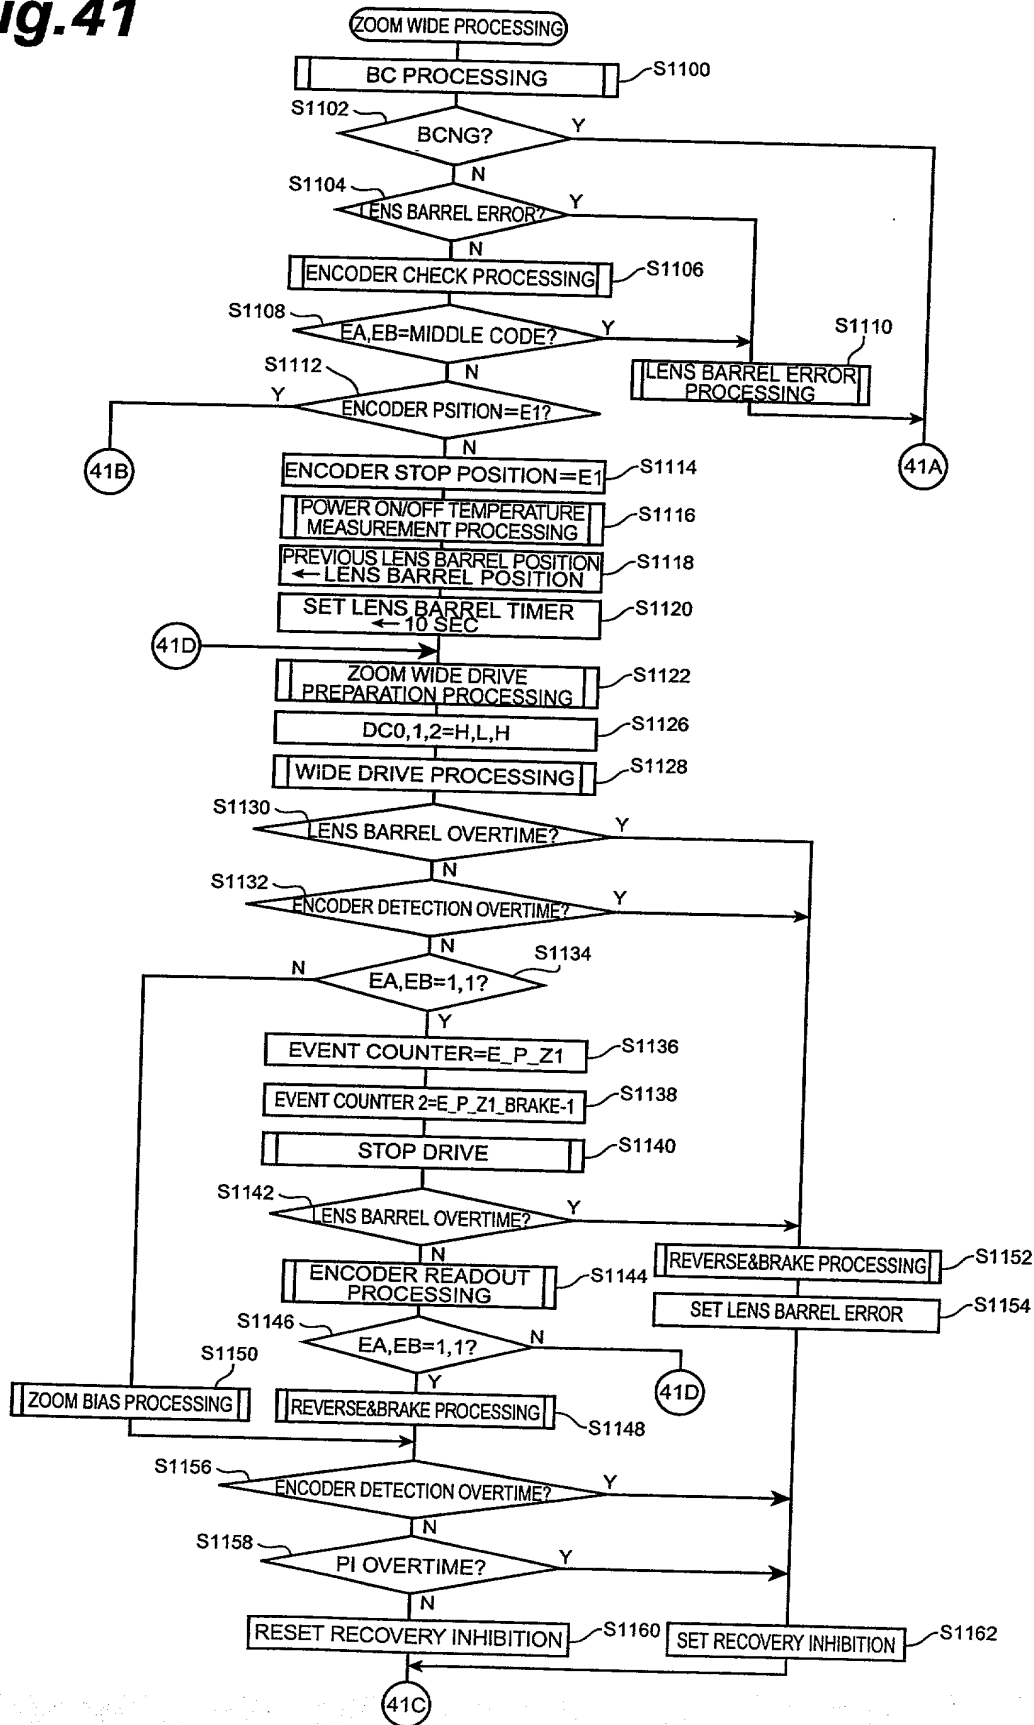 ig.41
ZOOM WIDE PROCESSING
BC PROCESSING
S1100
S1102
BCNG?
Y
N
S1104
LENS BARREL ERROR?
Y
N
ENCODER CHECK PROCESSING
S1106
S1108
EA,EB=MIDDLE CODE?
Y
N
S1110
LENS BARREL ERROR
PROCESSING
S1112
Y
ENCODER PSITION=E1?
N
41B
41A
ENCODER STOP POSITION=E1
S1114
POWER ON/OFF TEMPERATURE
MEASUREMENT PROCESSING
S1116
PREVIOUS LENS BARREL POSITION
← LENS BARREL POSITION
S1118
SET LENS BARREL TIMER
← 10 SEC
S1120
41D
ZOOM WIDE DRIVE
PREPARATION PROCESSING
S1122
DC0,1,2=H,L,H
S1126
WIDE DRIVE PROCESSING
S1128
S1130
LENS BARREL OVERTIME?
Y
N
S1132
ENCODER DETECTION OVERTIME?
Y
N
S1134
N
EA,EB=1,1?
Y
EVENT COUNTER=E_P_Z1
S1136
EVENT COUNTER 2=E_P_Z1_BRAKE-1
S1138
STOP DRIVE
S1140
S1142
LENS BARREL OVERTIME?
Y
N
ENCODER READOUT
PROCESSING
S1144
REVERSE&BRAKE PROCESSING
S1152
SET LENS BARREL ERROR
S1154
S1146
EA,EB=1,1?
N
Y
41D
S1150
ZOOM BIAS PROCESSING
REVERSE&BRAKE PROCESSING
S1148
S1156
ENCODER DETECTION OVERTIME?
Y
N
S1158
PI OVERTIME?
Y
N
RESET RECOVERY INHIBITION
S1160
SET RECOVERY INHIBITION
S1162
41C